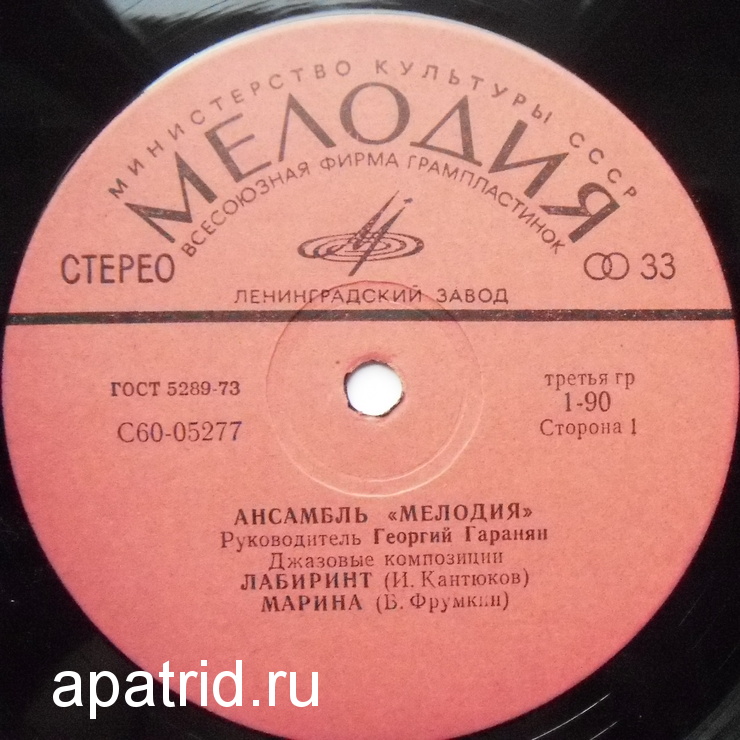 МИНИСТЕРСТВО КУЛЬТУРЫ СССР
МЕЛОДИЯ
ВСЕСОЮЗНАЯ ФИРМА ГРАМПЛАСТИНОК
СТЕРЕО
33
ЛЕНИНГРАДСКИЙ ЗАВОД
ГОСТ 5289-73
третья гр
1-90
С60-05277
Сторона 1
АНСАМБЛЬ «МЕЛОДИЯ»
Руководитель Георгий Гаранян
Джазовые композиции
ЛАБИРИНТ (И. Кантюков)
МАРИНА (Б. Фрумкин)
apatrid.ru